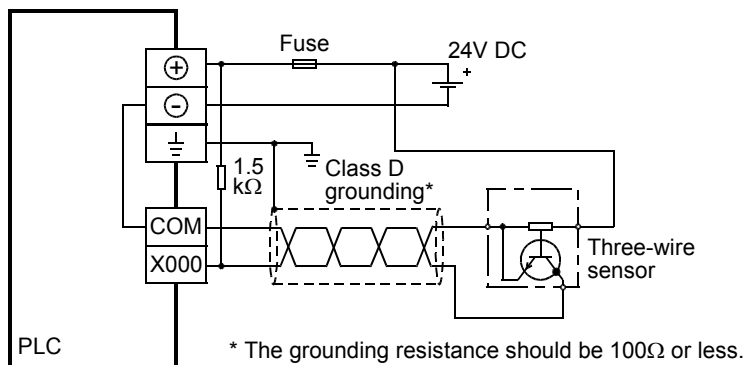 Fuse
24V DC
+
+
-
1.5
kΩ
Class D
grounding*
COM
X000
Three-wire
sensor
PLC
* The grounding resistance should be 100Ω or less.